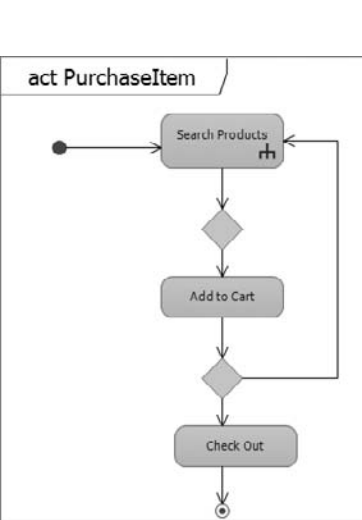 act PurchaseItem
Search Products
Add to Cart
Check Out